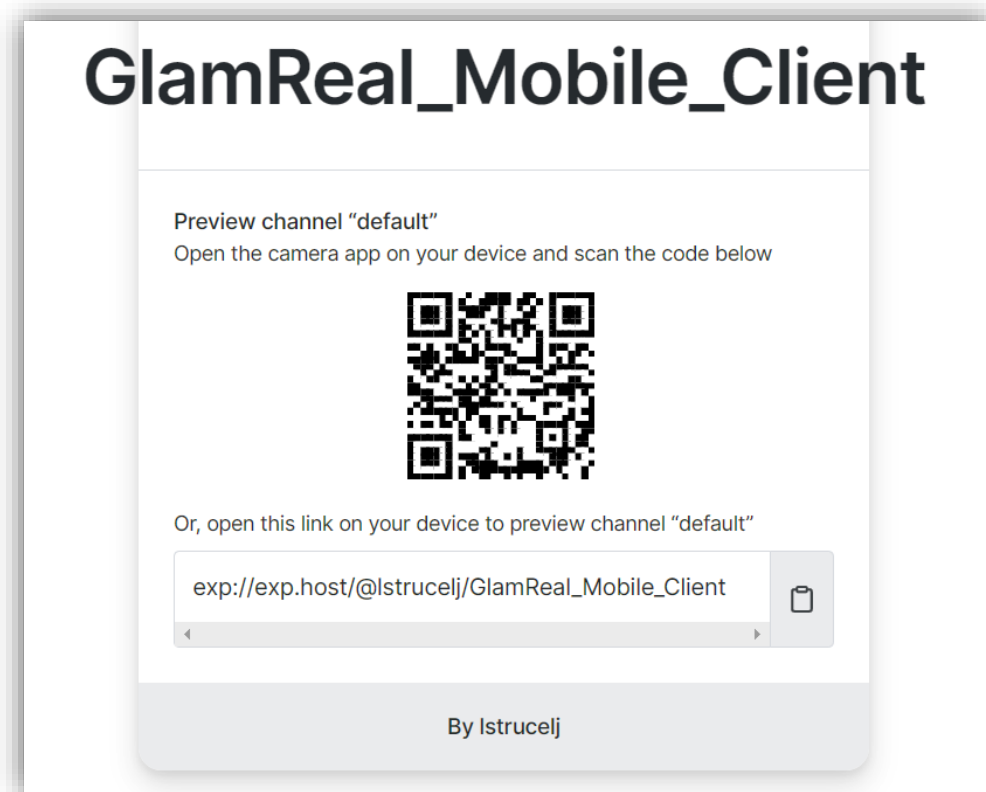 GlamReal_Mobile_Client
Preview channel “default”
Open the camera app on your device and scan the code below
Or, open this link on your device to preview channel “default”
exp://exp.host/@lstrucelj/GlamReal_Mobile_Client
By lstrucelj